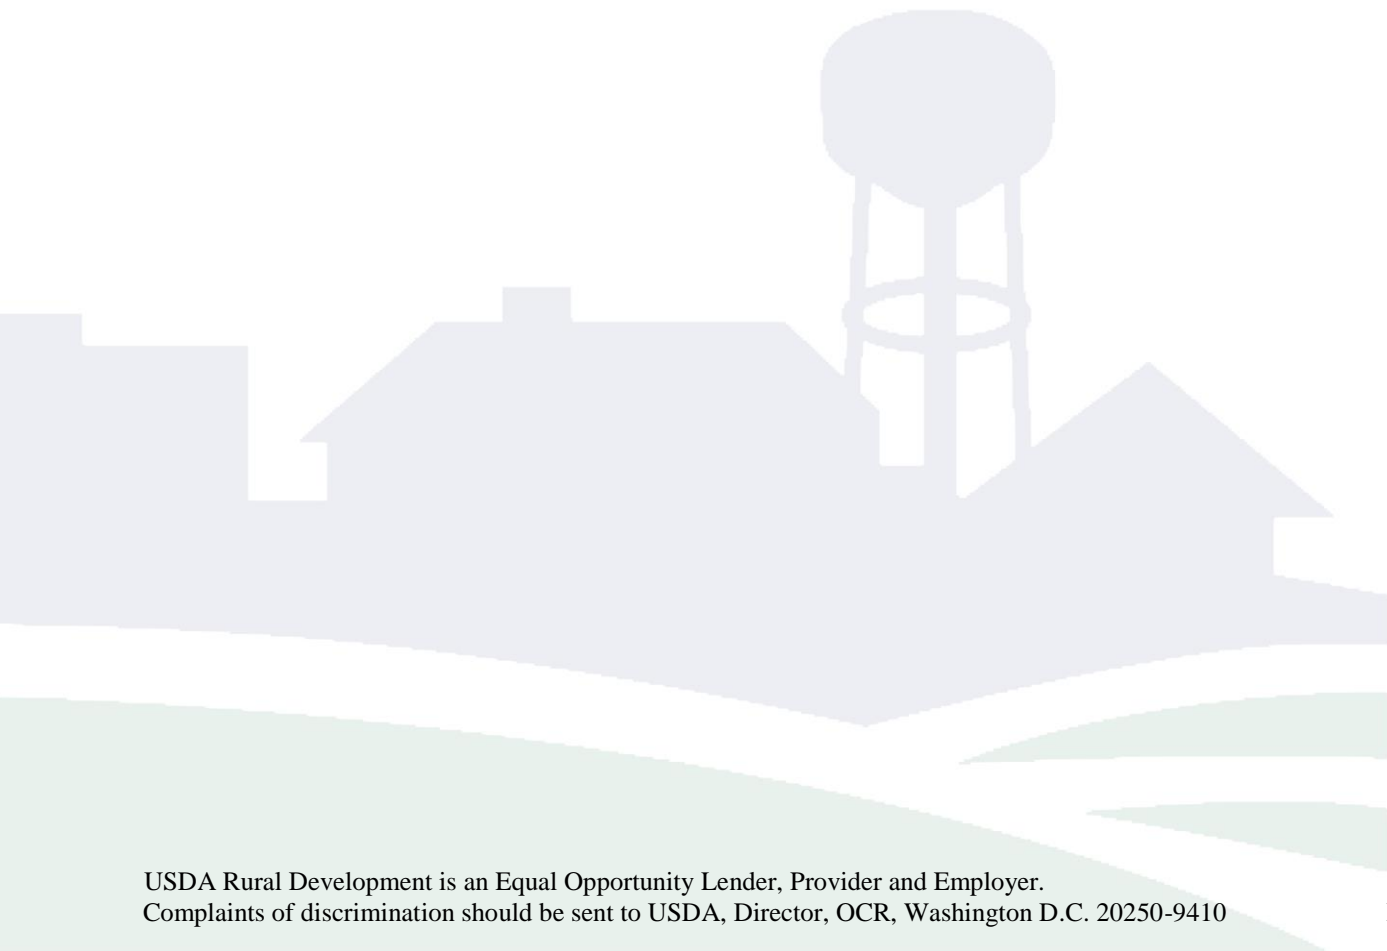 USDA Rural Development is an Equal Opportunity Lender, Provider and Employer.
Complaints of discrimination should be sent to USDA, Director, OCR, Washington D.C. 20250-9410